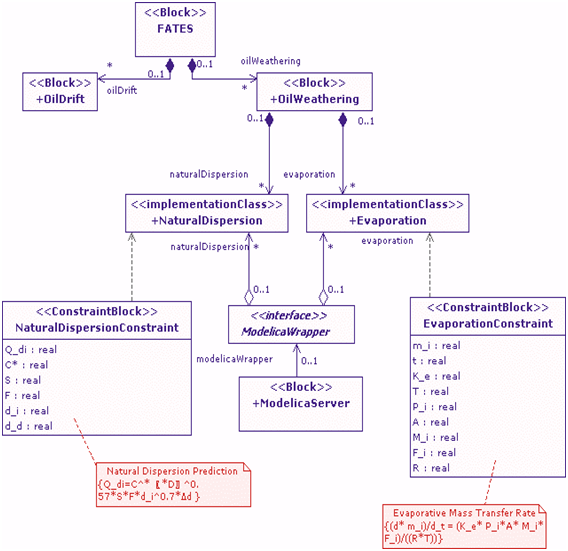 <<Block>>
FATES
0..1
0..1
oilWeathering
*
oilDrift
*
<<Block>>
+OilDrift
<<Block>>
+OilWeathering
0..1
0..1
naturalDispersion
evaporation
*
*
<<implementationClass>>
+NaturalDispersion
<<implementationClass>>
+Evaporation
naturalDispersion
*
*
evaporation
0..1
0..1
<<ConstraintBlock>>
NaturalDispersionConstraint
Q_di : real
C* : real
S : real
F : real
d_i : real
d_d : real
<<interface>>
ModelicaWrapper
modelicaWrapper
0..1
<<Block>>
+ModelicaServer
<<ConstraintBlock>>
EvaporationConstraint
m_i : real
t : real
K_e : real
T : real
P_i : real
A : real
M_i : real
F_i : real
R : real
Natural Dispersion Prediction
{Q_di=C^* 〖*D〗^0.
57*S*F*d_i^0.7*Δd }
Evaporative Mass Transfer Rate
{(d* m_i)/d_t = (K_e* P_i*A* M_i*
F_i)/((R*T))}